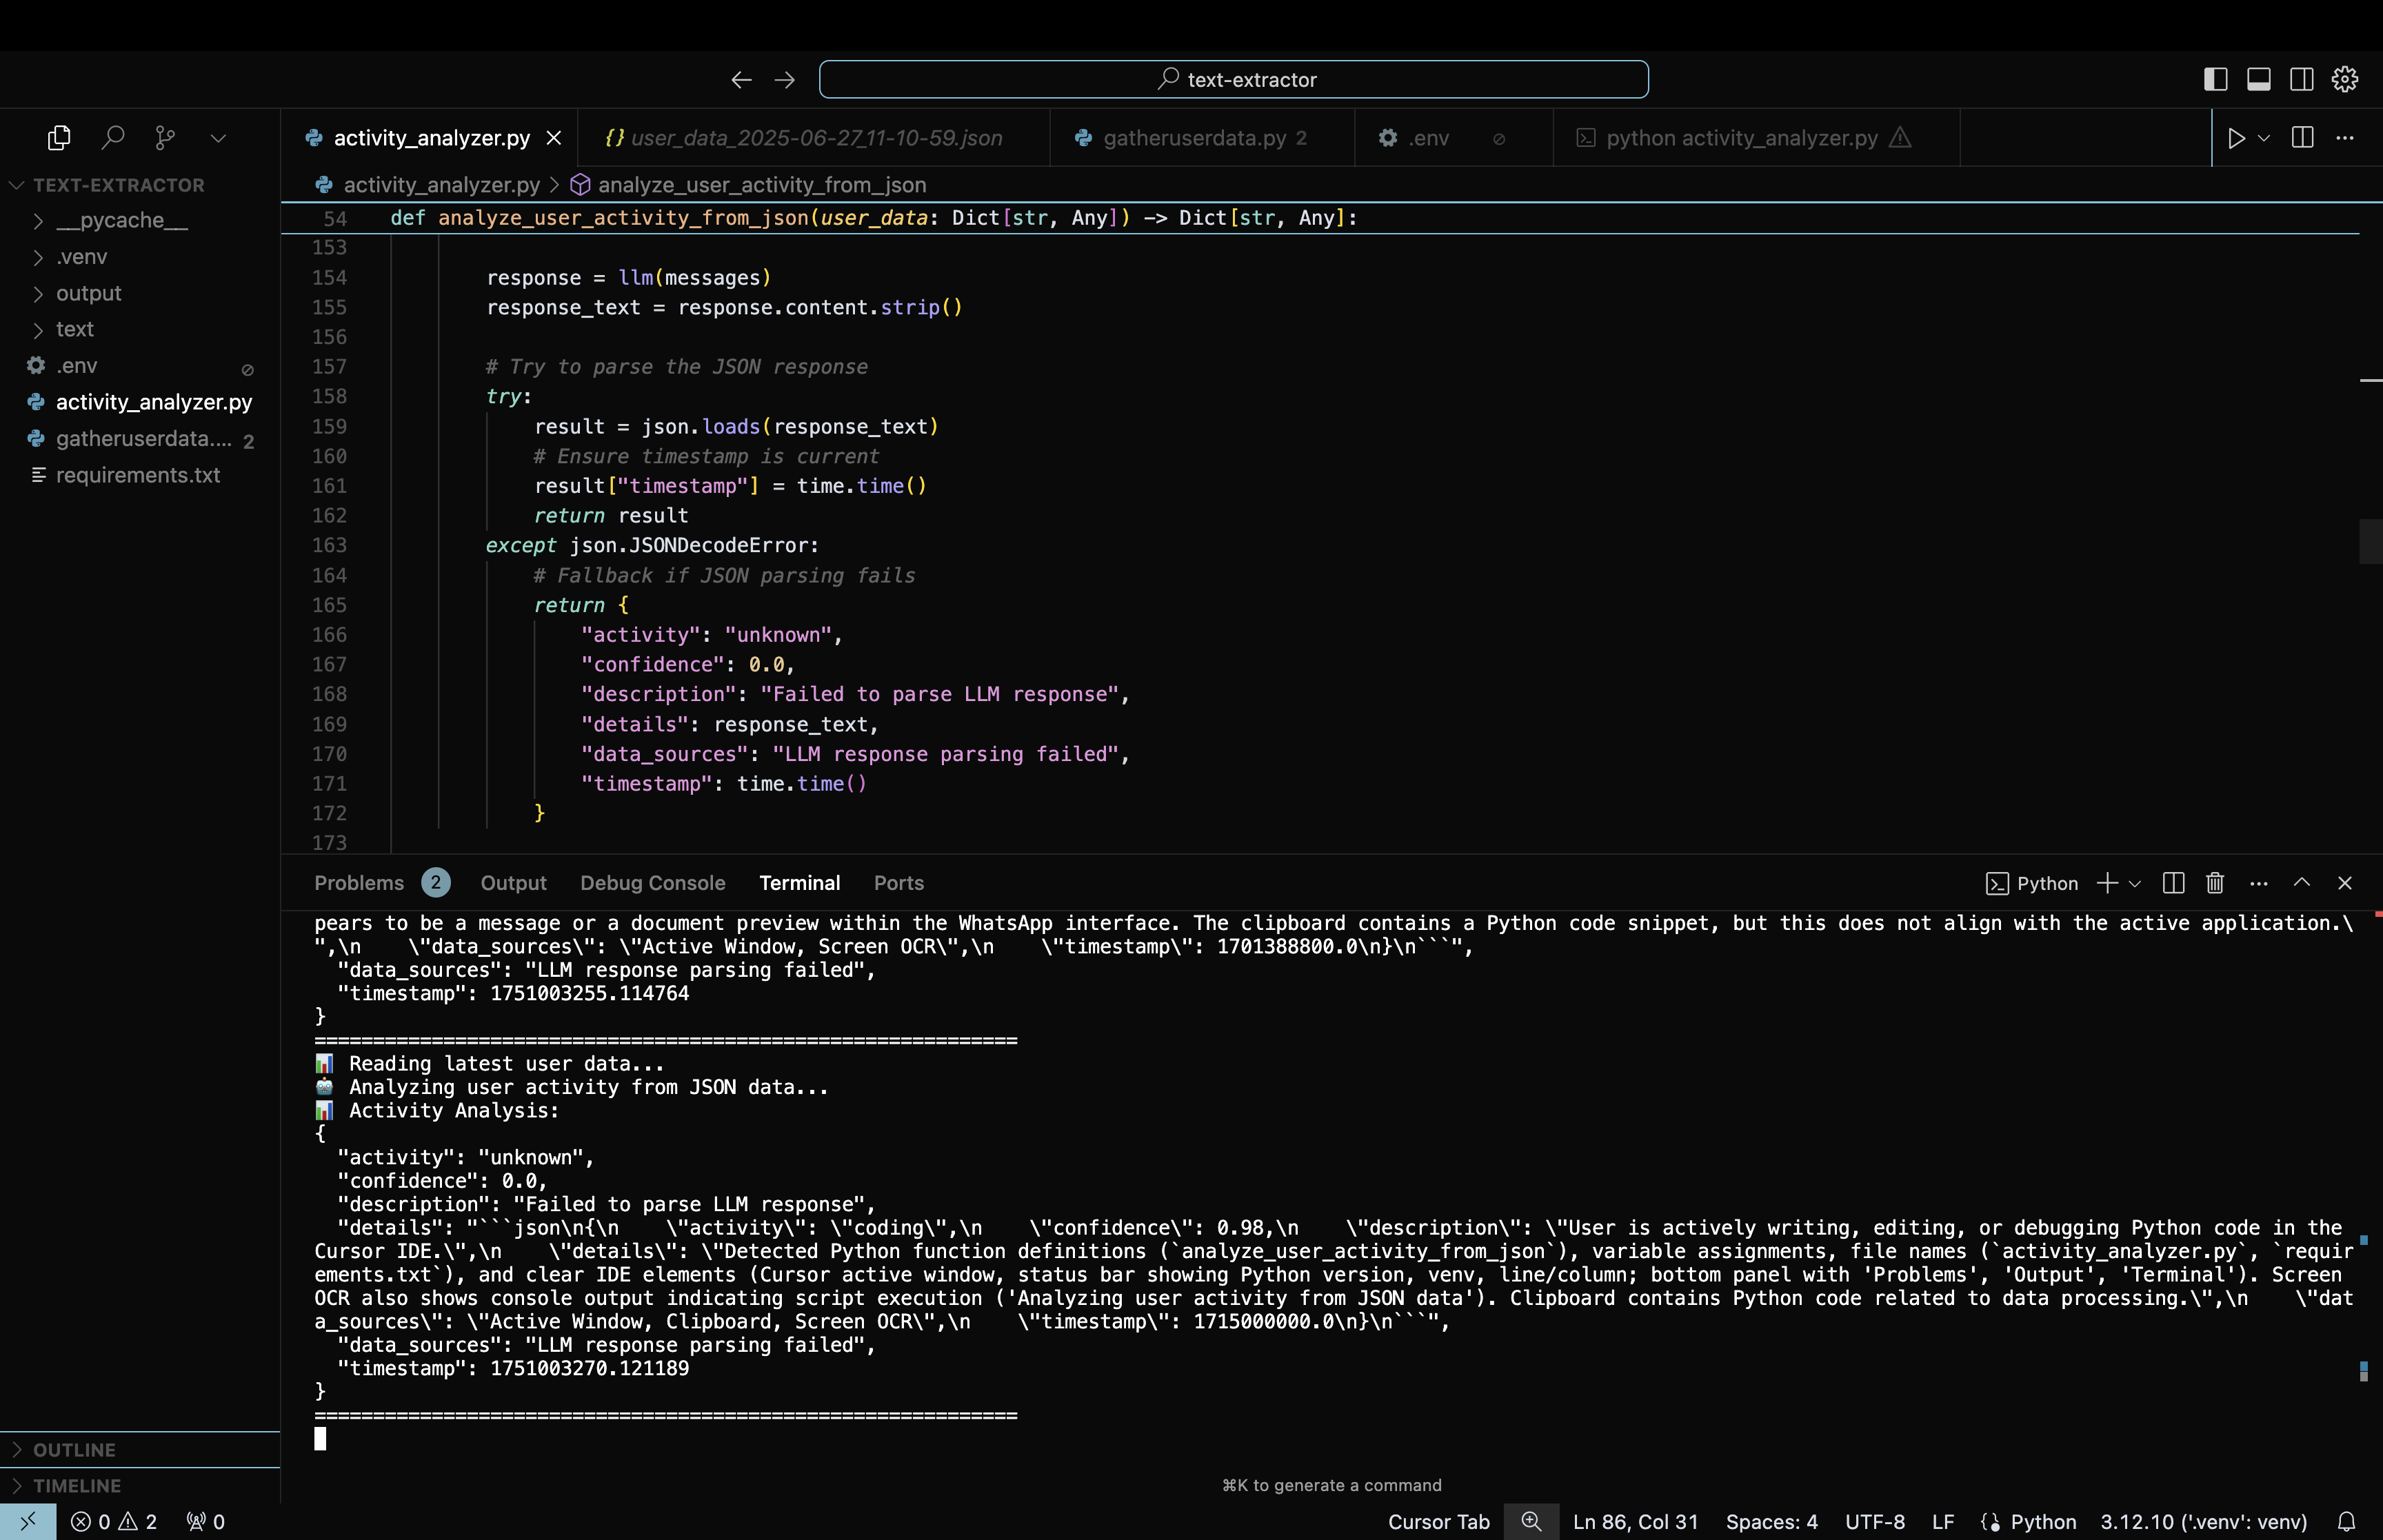 text-extractor
activity_analyzer.py
{} user_data_2025-06-27_11-10-59.json
gatheruserdata.py 2
.env
python activity_analyzer.py
TEXT-EXTRACTOR
__pycache__
.venv
output
text
.env
activity_analyzer.py
gatheruserdata.... 2
requirements.txt
OUTLINE
TIMELINE
activity_analyzer.py > analyze_user_activity_from_json
54 def analyze_user_activity_from_json(user_data: Dict[str, Any]) -> Dict[str, Any]:
153
154 response = llm(messages)
155 response_text = response.content.strip()
156
157 # Try to parse the JSON response
158 try:
159 result = json.loads(response_text)
160 # Ensure timestamp is current
161 result["timestamp"] = time.time()
162 return result
163 except json.JSONDecodeError:
164 # Fallback if JSON parsing fails
165 return {
166 "activity": "unknown",
167 "confidence": 0.0,
168 "description": "Failed to parse LLM response",
169 "details": response_text,
170 "data_sources": "LLM response parsing failed",
171 "timestamp": time.time()
172 }
173
Problems 2 Output Debug Console Terminal Ports Python
pears to be a message or a document preview within the WhatsApp interface. The clipboard contains a Python code snippet, but this does not align with the active application.\
",\n    \"data_sources\": \"Active Window, Screen OCR\",\n    \"timestamp\": 1701388800.0\n}\n```",
"data_sources": "LLM response parsing failed",
"timestamp": 1751003255.114764
}
============================================================
📊 Reading latest user data...
🤖 Analyzing user activity from JSON data...
📊 Activity Analysis:
{
"activity": "unknown",
"confidence": 0.0,
"description": "Failed to parse LLM response",
"details": "```json\n{\n    \"activity\": \"coding\",\n    \"confidence\": 0.98,\n    \"description\": \"User is actively writing, editing, or debugging Python code in the
Cursor IDE.\",\n    \"details\": \"Detected Python function definitions (`analyze_user_activity_from_json`), variable assignments, file names (`activity_analyzer.py`, `requir
ements.txt`), and clear IDE elements (Cursor active window, status bar showing Python version, venv, line/column; bottom panel with 'Problems', 'Output', 'Terminal'). Screen
OCR also shows console output indicating script execution ('Analyzing user activity from JSON data'). Clipboard contains Python code related to data processing.\",\n    \"dat
a_sources\": \"Active Window, Clipboard, Screen OCR\",\n    \"timestamp\": 1715000000.0\n}\n```",
"data_sources": "LLM response parsing failed",
"timestamp": 1751003270.121189
}
============================================================
⌘K to generate a command
0 2 0 Cursor Tab Ln 86, Col 31 Spaces: 4 UTF-8 LF Python 3.12.10 ('.venv': venv)